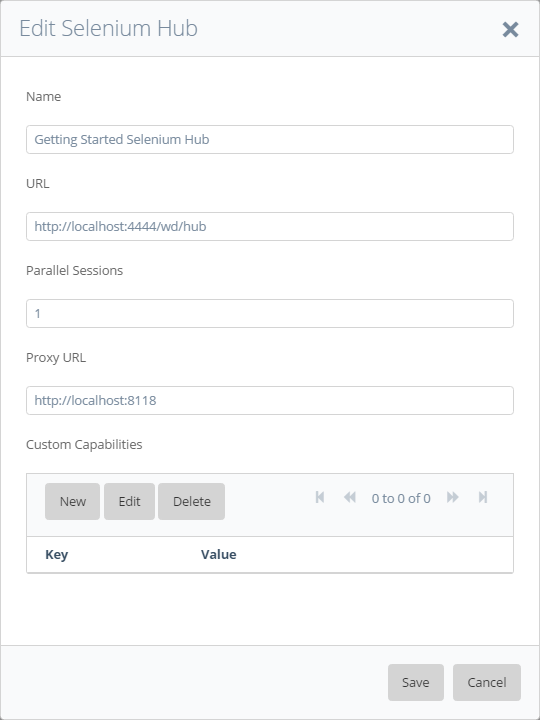 Edit Selenium Hub
Name
Getting Started Selenium Hub
URL
http://localhost:4444/wd/hub
Parallel Sessions
1
Proxy URL
http://localhost:8118
Custom Capabilities
New Edit Delete 0 to 0 of 0
Key Value
Save Cancel